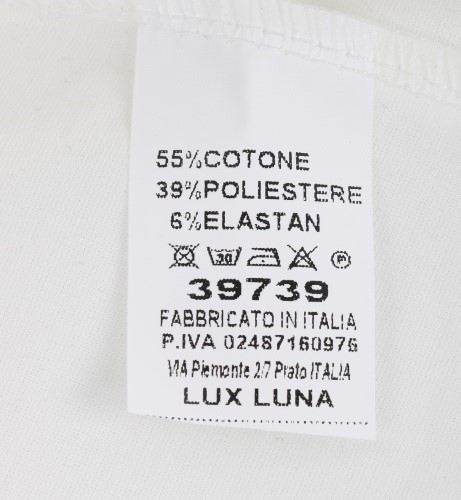 55%COTONE
39%POLIESTERE
6%ELASTAN
30 P
39739
FABBRICATO IN ITALIA
P.IVA 02487160976
VIA Piemonte 2/7 Prato ITALIA
LUX LUNA